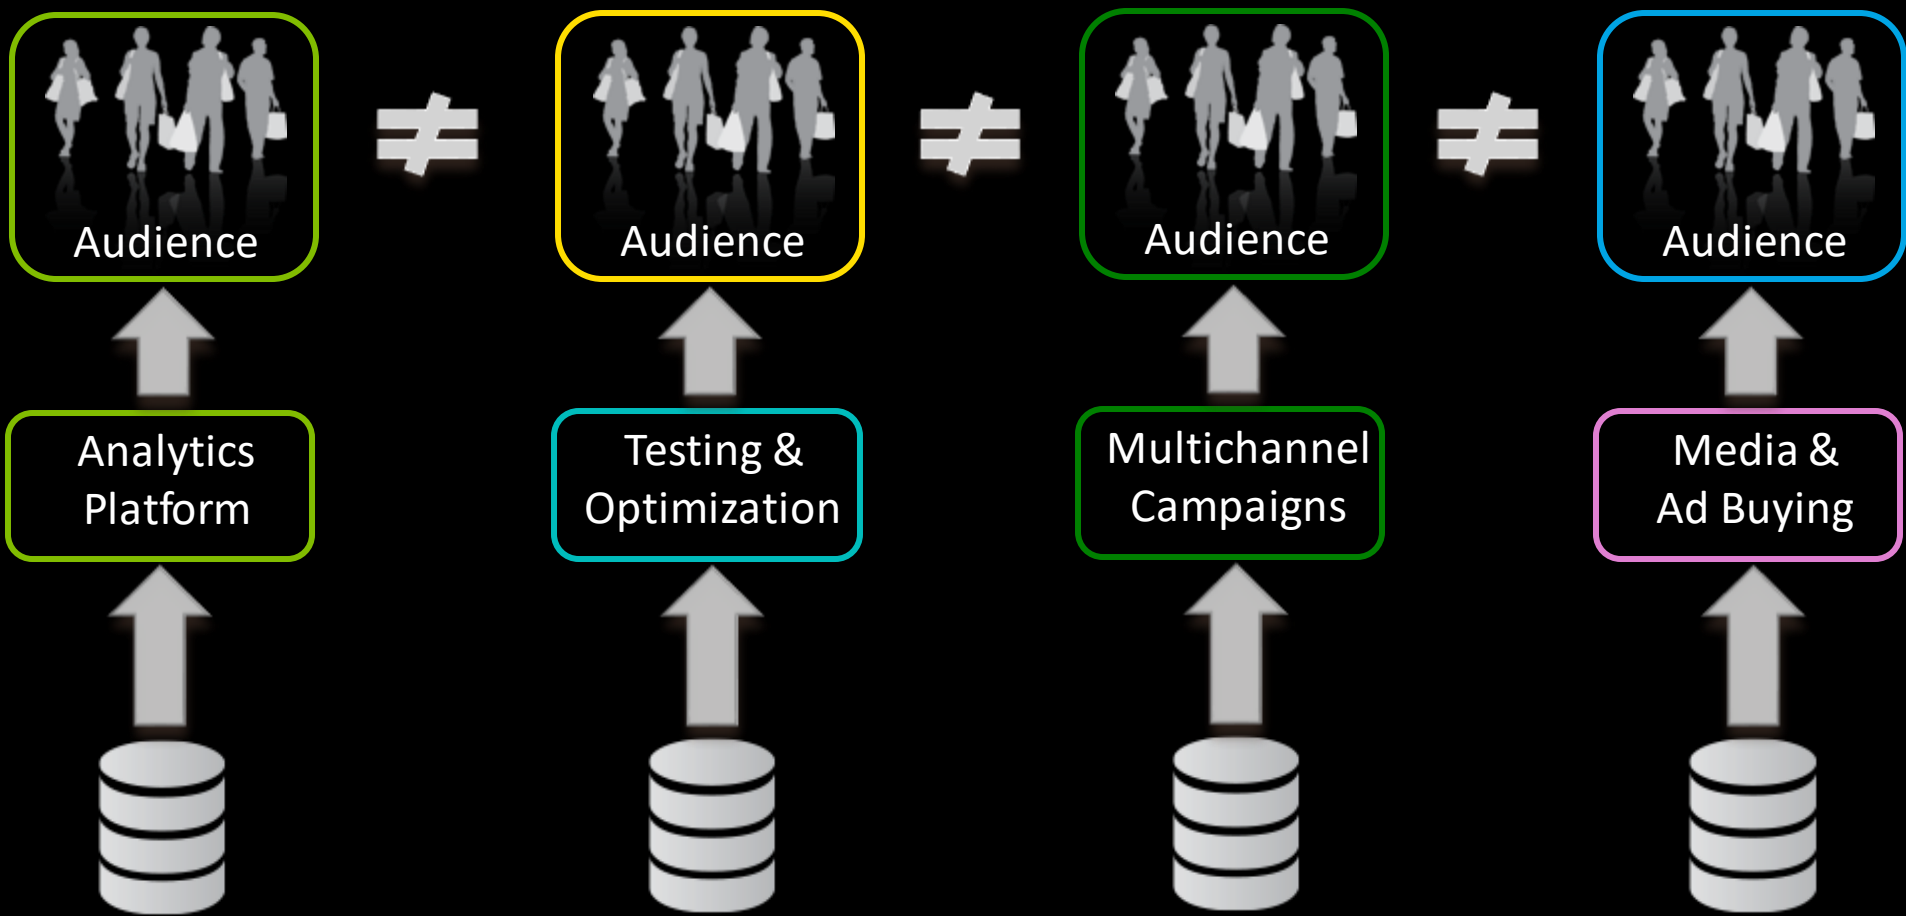 Audience
≠
Audience
≠
Audience
≠
Audience
Analytics
Platform
Testing &
Optimization
Multichannel
Campaigns
Media &
Ad Buying